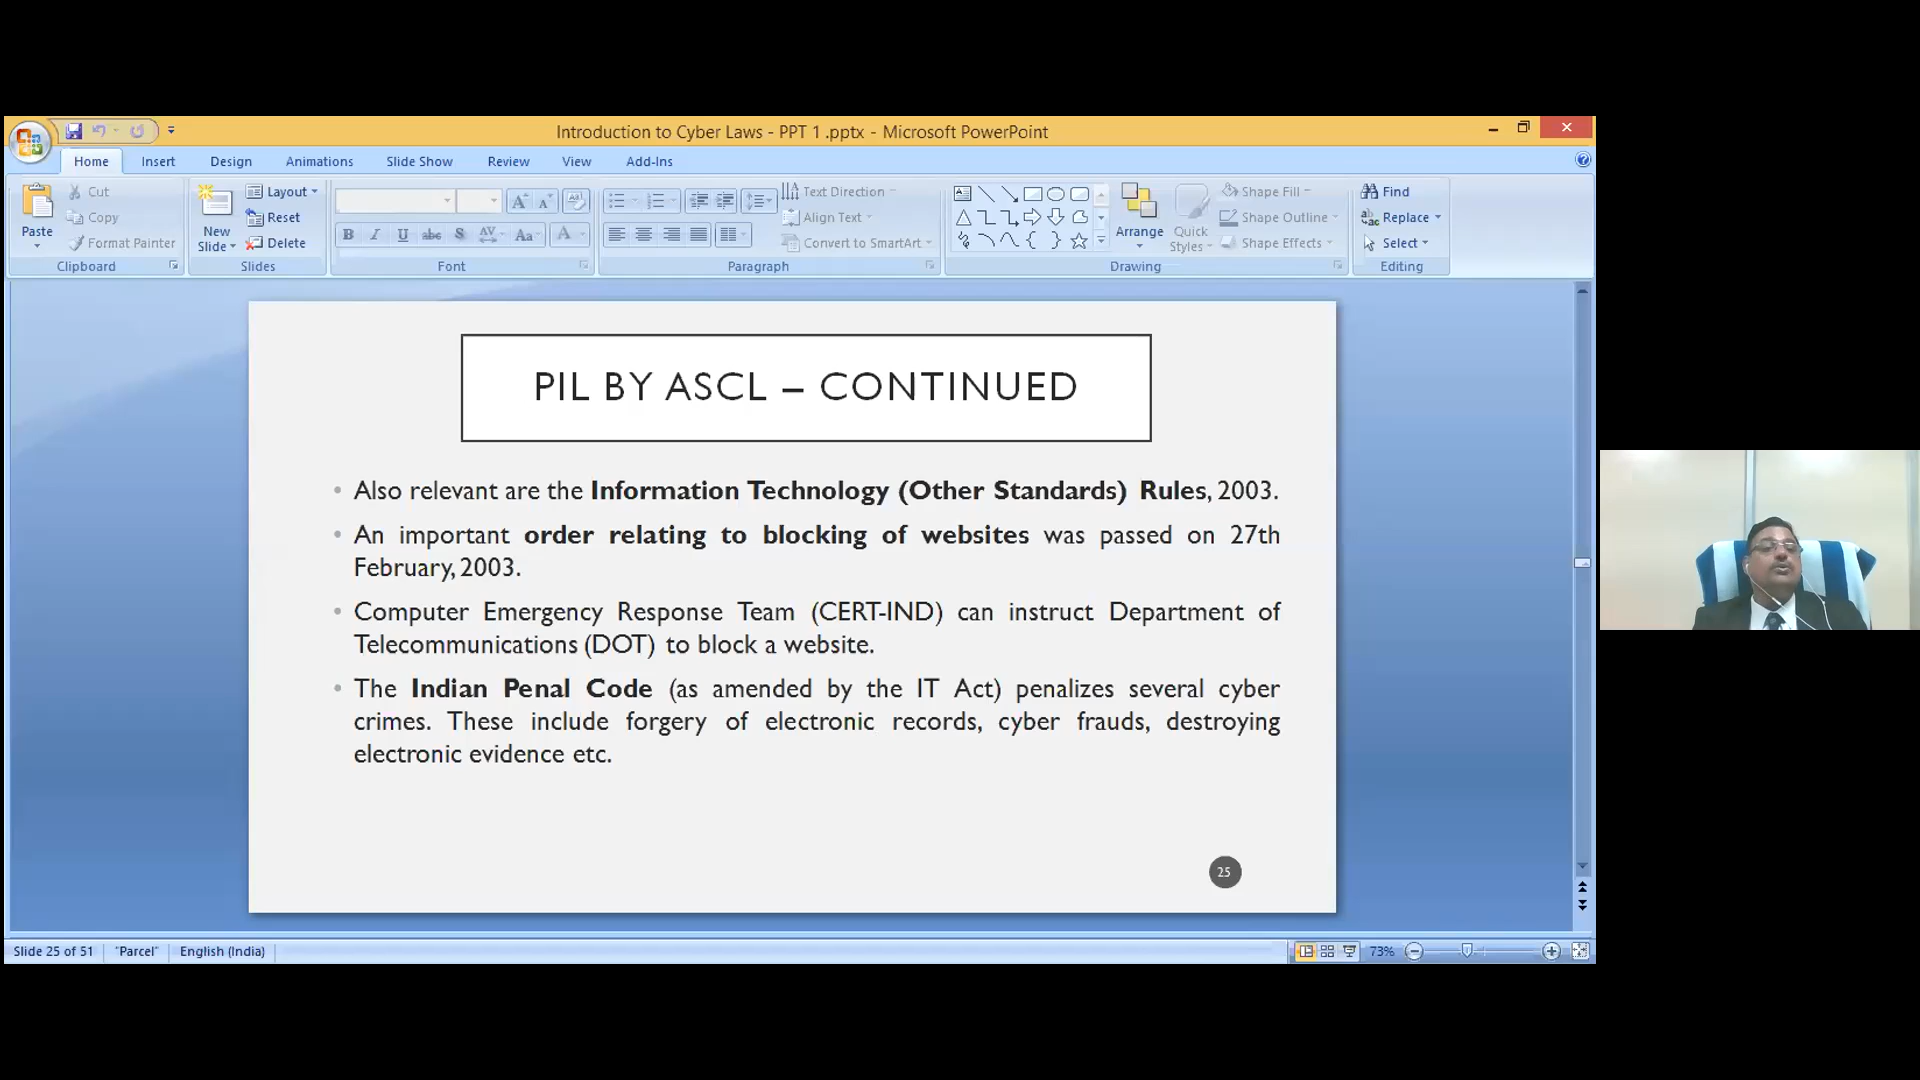 Introduction to Cyber Laws - PPT 1 .pptx - Microsoft PowerPoint
Home Insert Design Animations Slide Show Review View Add-Ins
Paste
Cut
Copy
Format Painter
Clipboard
New
Slide
Layout
Reset
Delete
Slides
Font
Text Direction
Align Text
Convert to SmartArt
Paragraph
Arrange
Quick
Styles
Shape Fill
Shape Outline
Shape Effects
Drawing
Find
Replace
Select
Editing
PIL BY ASCL – CONTINUED
• Also relevant are the Information Technology (Other Standards) Rules, 2003.
• An important order relating to blocking of websites was passed on 27th
February, 2003.
• Computer Emergency Response Team (CERT-IND) can instruct Department of
Telecommunications (DOT) to block a website.
• The Indian Penal Code (as amended by the IT Act) penalizes several cyber
crimes. These include forgery of electronic records, cyber frauds, destroying
electronic evidence etc.
25
Slide 25 of 51 "Parcel" English (India) 73%